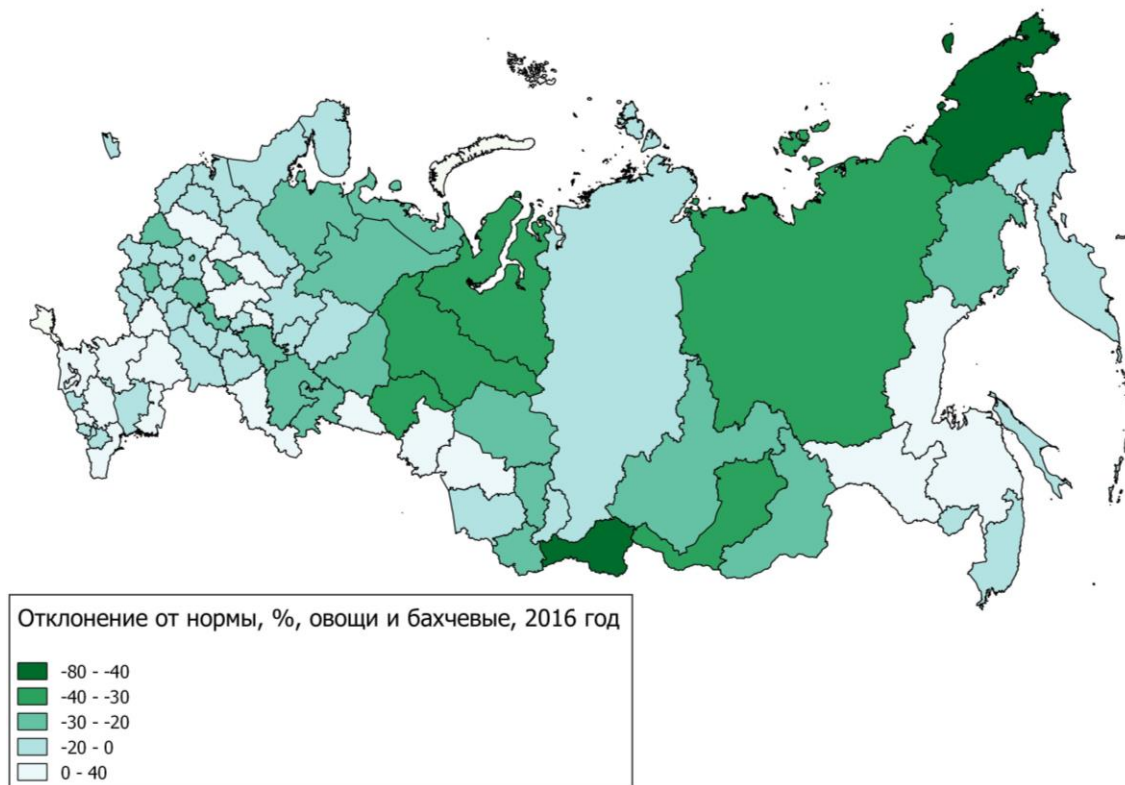 Отклонение от нормы, %, овощи и бахчевые, 2016 год
-80 - -40
-40 - -30
-30 - -20
-20 - 0
0 - 40